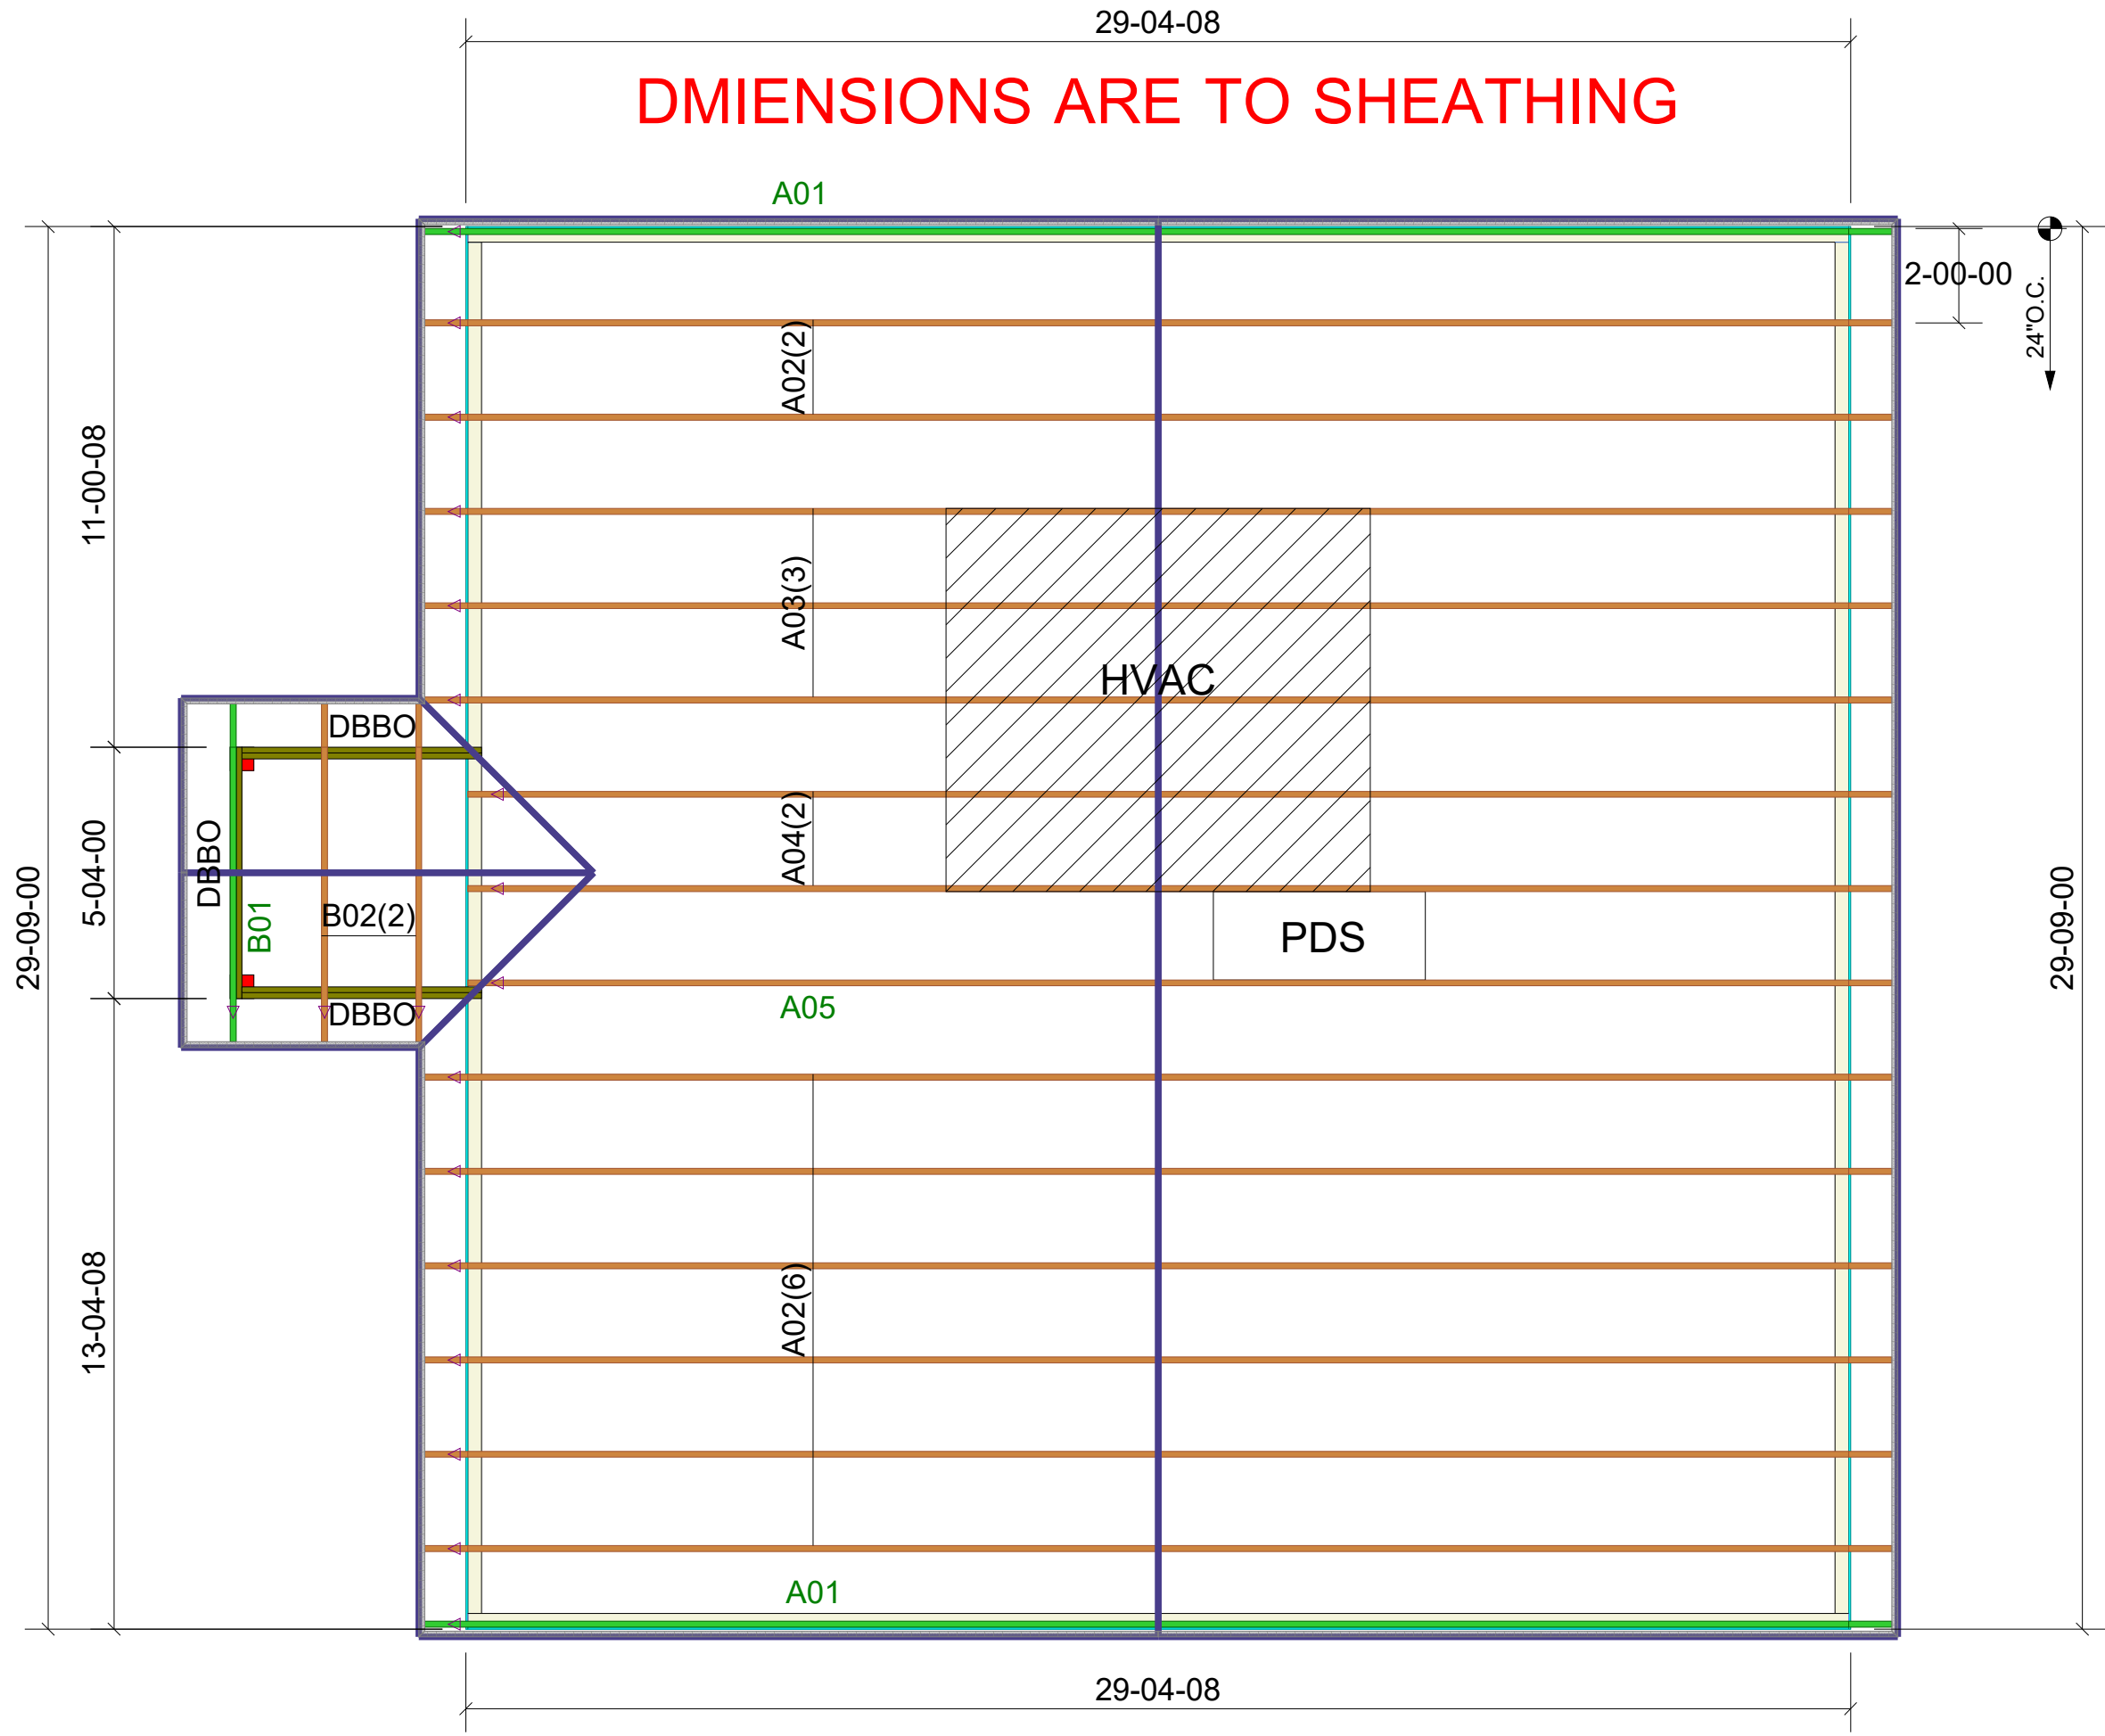 29-04-08
DMIENSIONS ARE TO SHEATHING
A01
2-00-00
24"O.C.
A02(2)
11-00-08
A03(3)
HVAC
DBBO
A04(2)
5-04-00
DBBO
29-09-00
B01
B02(2)
PDS
29-09-00
DBBO
A05
13-04-08
A02(6)
A01
29-04-08